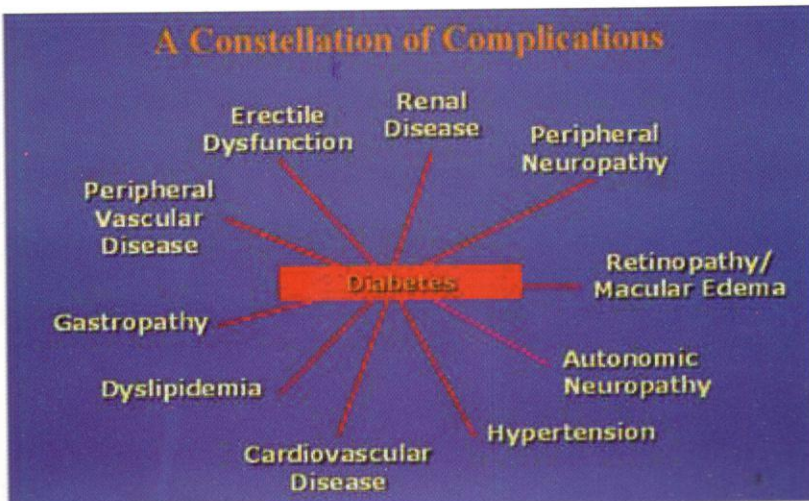 A Constellation of Complications
Erectile
Dysfunction
Renal
Disease
Peripheral
Neuropathy
Peripheral
Vascular
Disease
Diabetes
Retinopathy/
Macular Edema
Gastropathy
Autonomic
Neuropathy
Dyslipidemia
Hypertension
Cardiovascular
Disease